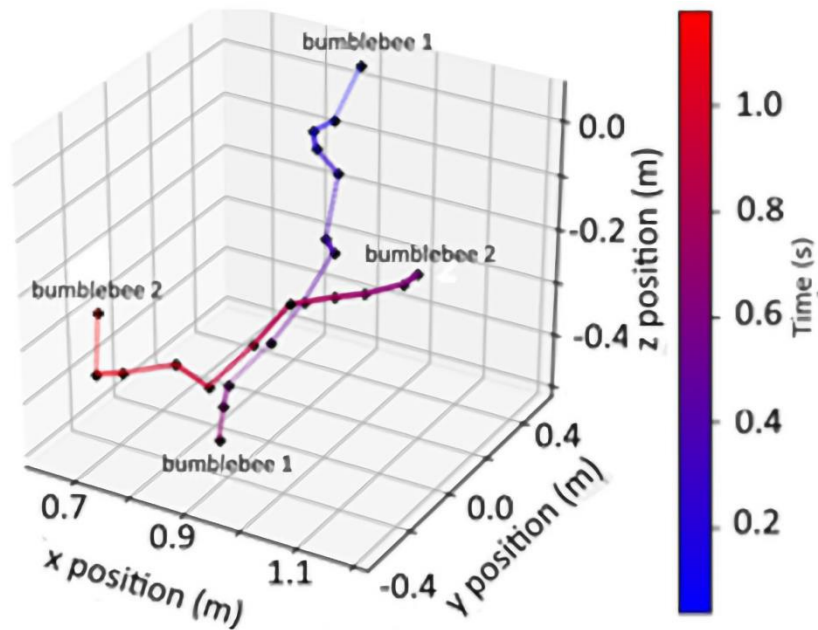 bumblebee 1
bumblebee 2
bumblebee 2
bumblebee 1
0.7
0.9
1.1
x position (m)
-0.4
0.0
0.4
y position (m)
0.0
-0.2
-0.4
z position (m)
1.0
0.8
0.6
0.4
0.2
Time (s)